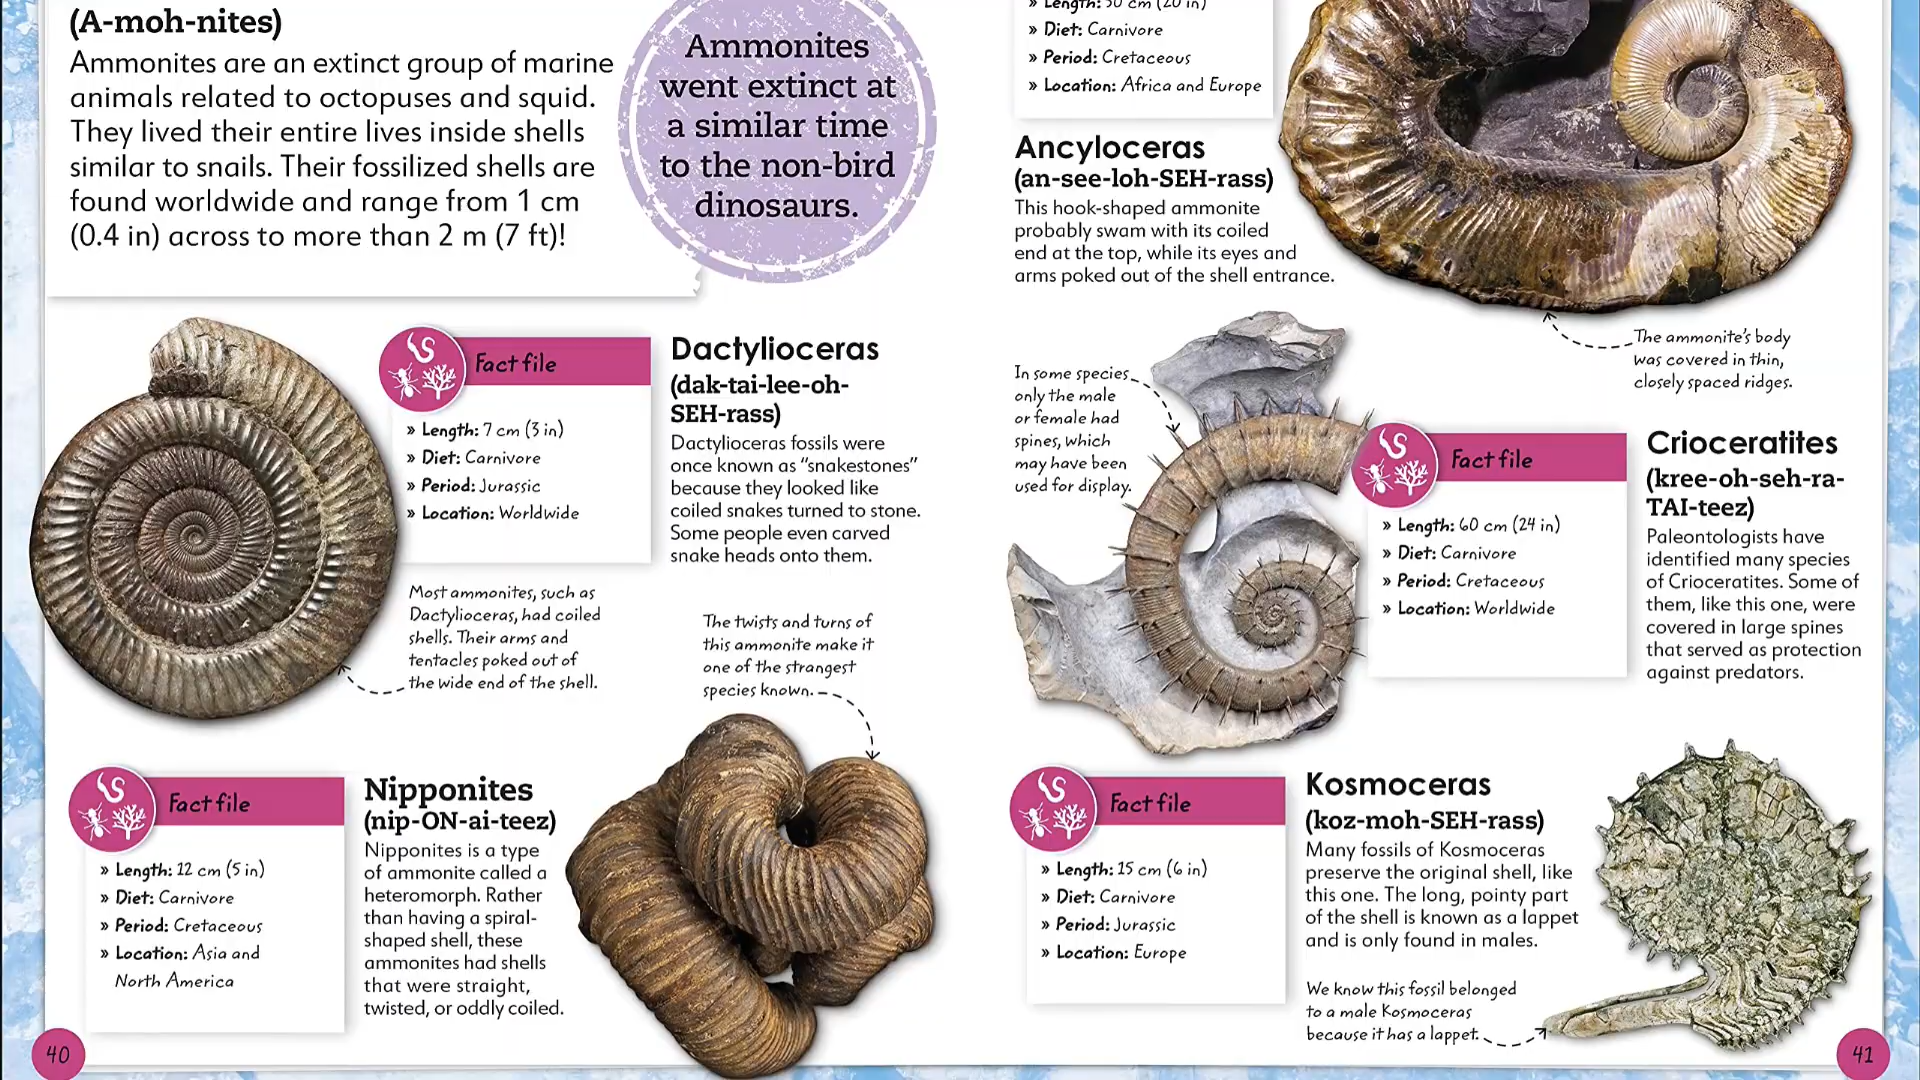 (A-moh-nites)
Ammonites are an extinct group of marine
animals related to octopuses and squid.
They lived their entire lives inside shells
similar to snails. Their fossilized shells are
found worldwide and range from 1 cm
(0.4 in) across to more than 2 m (7 ft)!
Ammonites
went extinct at
a similar time
to the non-bird
dinosaurs.
Fact file
» Length: 7 cm (3 in)
» Diet: Carnivore
» Period: Jurassic
» Location: Worldwide
Dactylioceras
(dak-tai-lee-oh-
SEH-rass)
Dactylioceras fossils were
once known as “snakestones”
because they looked like
coiled snakes turned to stone.
Some people even carved
snake heads onto them.
Most ammonites, such as
Dactylioceras, had coiled
shells. Their arms and
tentacles poked out of
the wide end of the shell.
The twists and turns of
this ammonite make it
one of the strangest
species known.
Fact file
» Length: 12 cm (5 in)
» Diet: Carnivore
» Period: Cretaceous
» Location: Asia and
North America
Nipponites
(nip-ON-ai-teez)
Nipponites is a type
of ammonite called a
heteromorph. Rather
than having a spiral-
shaped shell, these
ammonites had shells
that were straight,
twisted, or oddly coiled.
40
» Length: 50 cm (20 in)
» Diet: Carnivore
» Period: Cretaceous
» Location: Africa and Europe
Ancyloceras
(an-see-loh-SEH-rass)
This hook-shaped ammonite
probably swam with its coiled
end at the top, while its eyes and
arms poked out of the shell entrance.
The ammonite’s body
was covered in thin,
closely spaced ridges.
In some species
only the male
or female had
spines, which
may have been
used for display.
Fact file
» Length: 60 cm (24 in)
» Diet: Carnivore
» Period: Cretaceous
» Location: Worldwide
Crioceratites
(kree-oh-seh-ra-
TAI-teez)
Paleontologists have
identified many species
of Crioceratites. Some of
them, like this one, were
covered in large spines
that served as protection
against predators.
Fact file
» Length: 15 cm (6 in)
» Diet: Carnivore
» Period: Jurassic
» Location: Europe
Kosmoceras
(koz-moh-SEH-rass)
Many fossils of Kosmoceras
preserve the original shell, like
this one. The long, pointy part
of the shell is known as a lappet
and is only found in males.
We know this fossil belonged
to a male Kosmoceras
because it has a lappet.
41